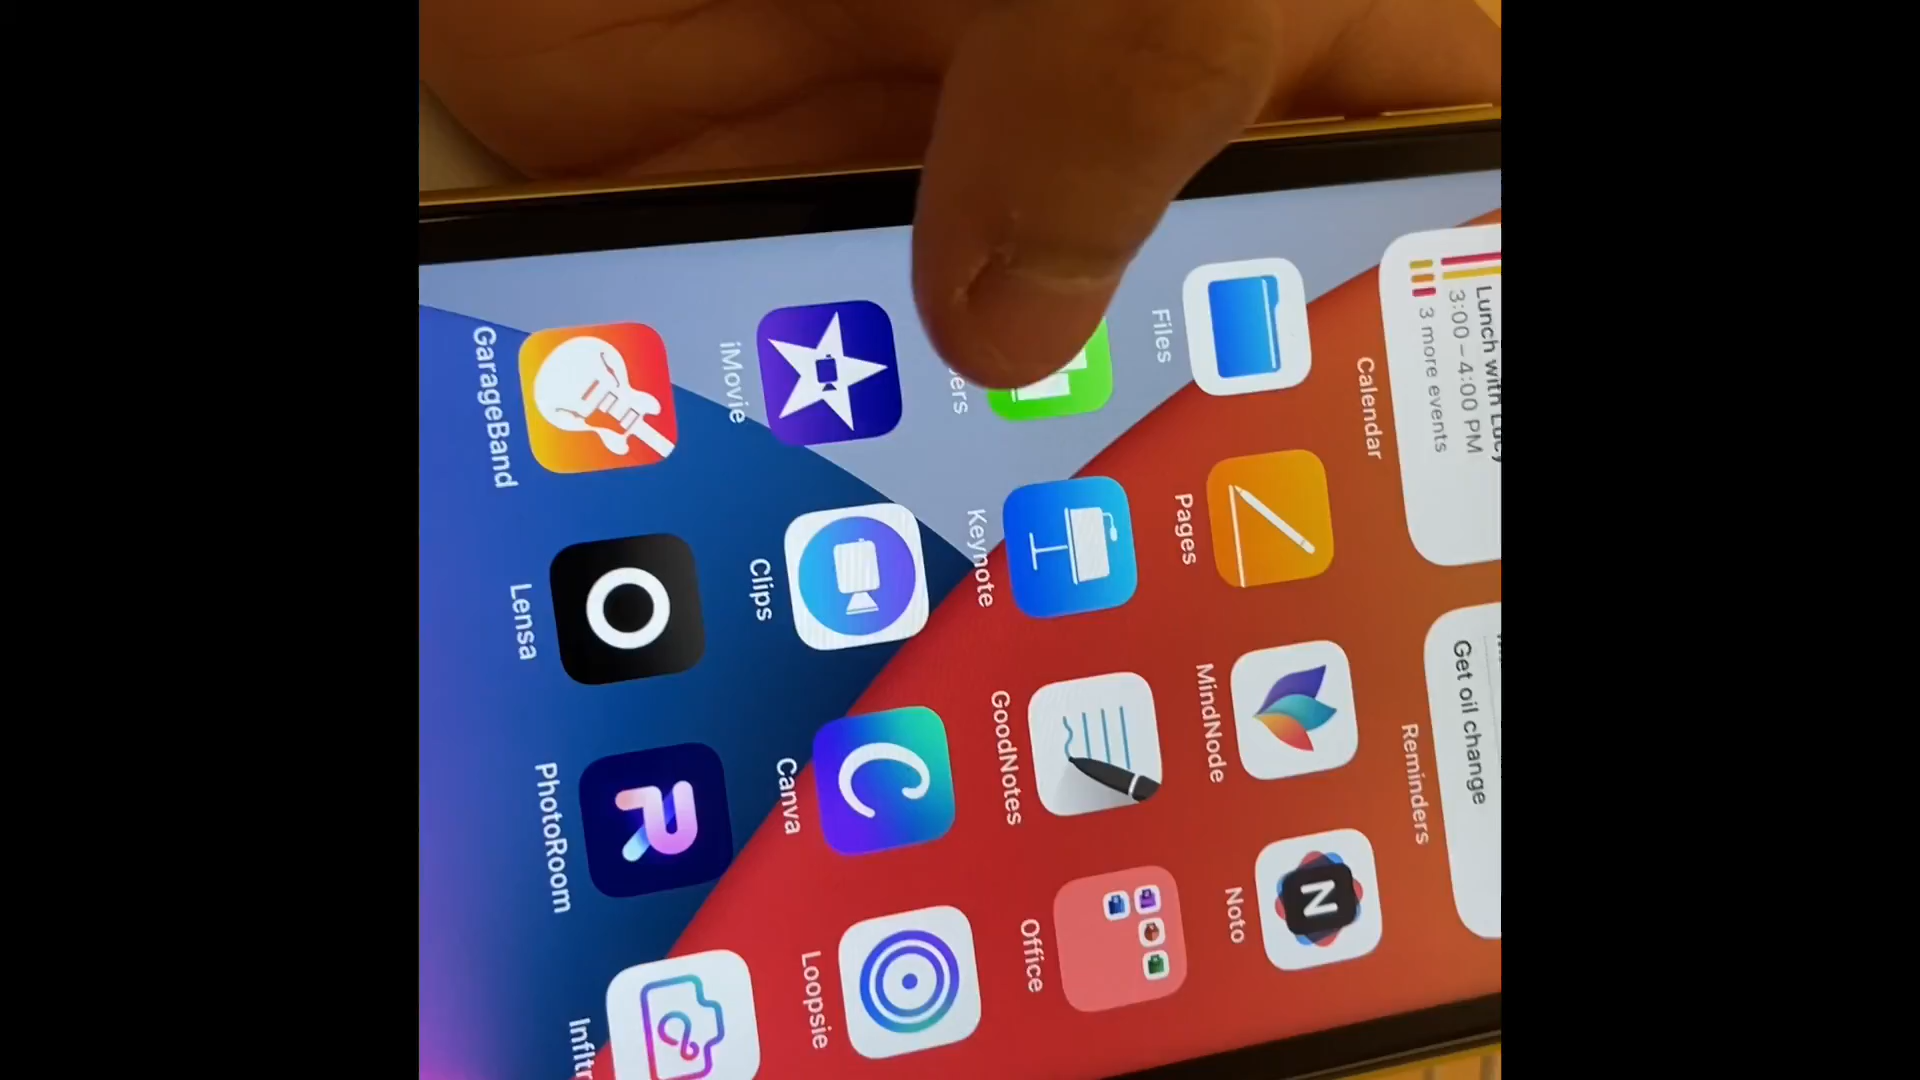 Lunch with Lucy
3:00 – 4:00 PM
3 more events
Get oil change
Calendar
Reminders
Files
Pages
MindNode
Noto
Keynote
GoodNotes
Office
iMovie
Clips
Canva
Loopsie
GarageBand
Lensa
PhotoRoom
N